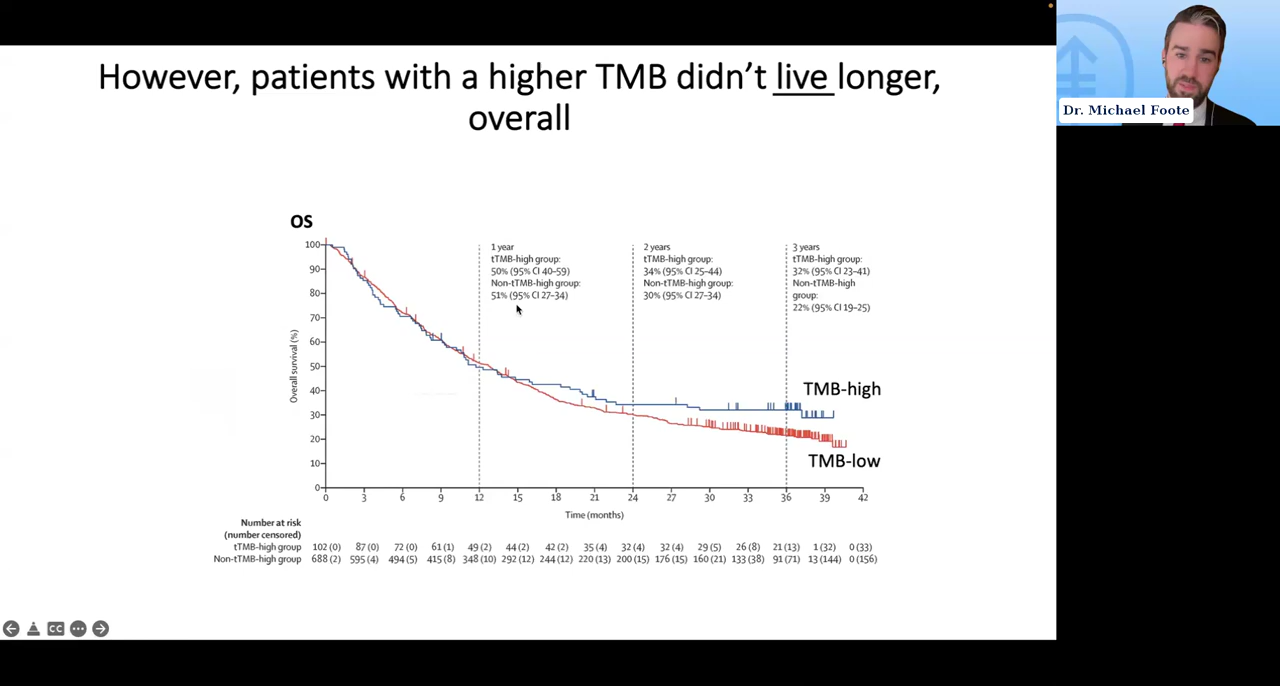 However, patients with a higher TMB didn’t live longer,
overall
Dr. Michael Foote
OS
100
90
80
70
60
50
40
30
20
10
0
Overall survival (%)
1 year
tTMB-high group:
50% (95% CI 40–59)
Non-tTMB-high group:
51% (95% CI 27–34)
2 years
tTMB-high group:
34% (95% CI 25–44)
Non-tTMB-high group:
30% (95% CI 27–34)
3 years
tTMB-high group:
32% (95% CI 23–41)
Non-tTMB-high
group:
22% (95% CI 19–25)
TMB-high
TMB-low
0 3 6 9 12 15 18 21 24 27 30 33 36 39 42
Time (months)
Number at risk
(number censored)
tTMB-high group 102 (0) 87 (0) 72 (0) 61 (1) 49 (2) 44 (2) 42 (2) 35 (4) 32 (4) 32 (4) 29 (5) 26 (8) 21 (13) 1 (32) 0 (33)
Non-tTMB-high group 688 (2) 595 (4) 494 (5) 415 (8) 348 (10) 292 (12) 244 (12) 220 (13) 200 (15) 176 (15) 160 (21) 133 (38) 91 (71) 13 (144) 0 (156)
CC